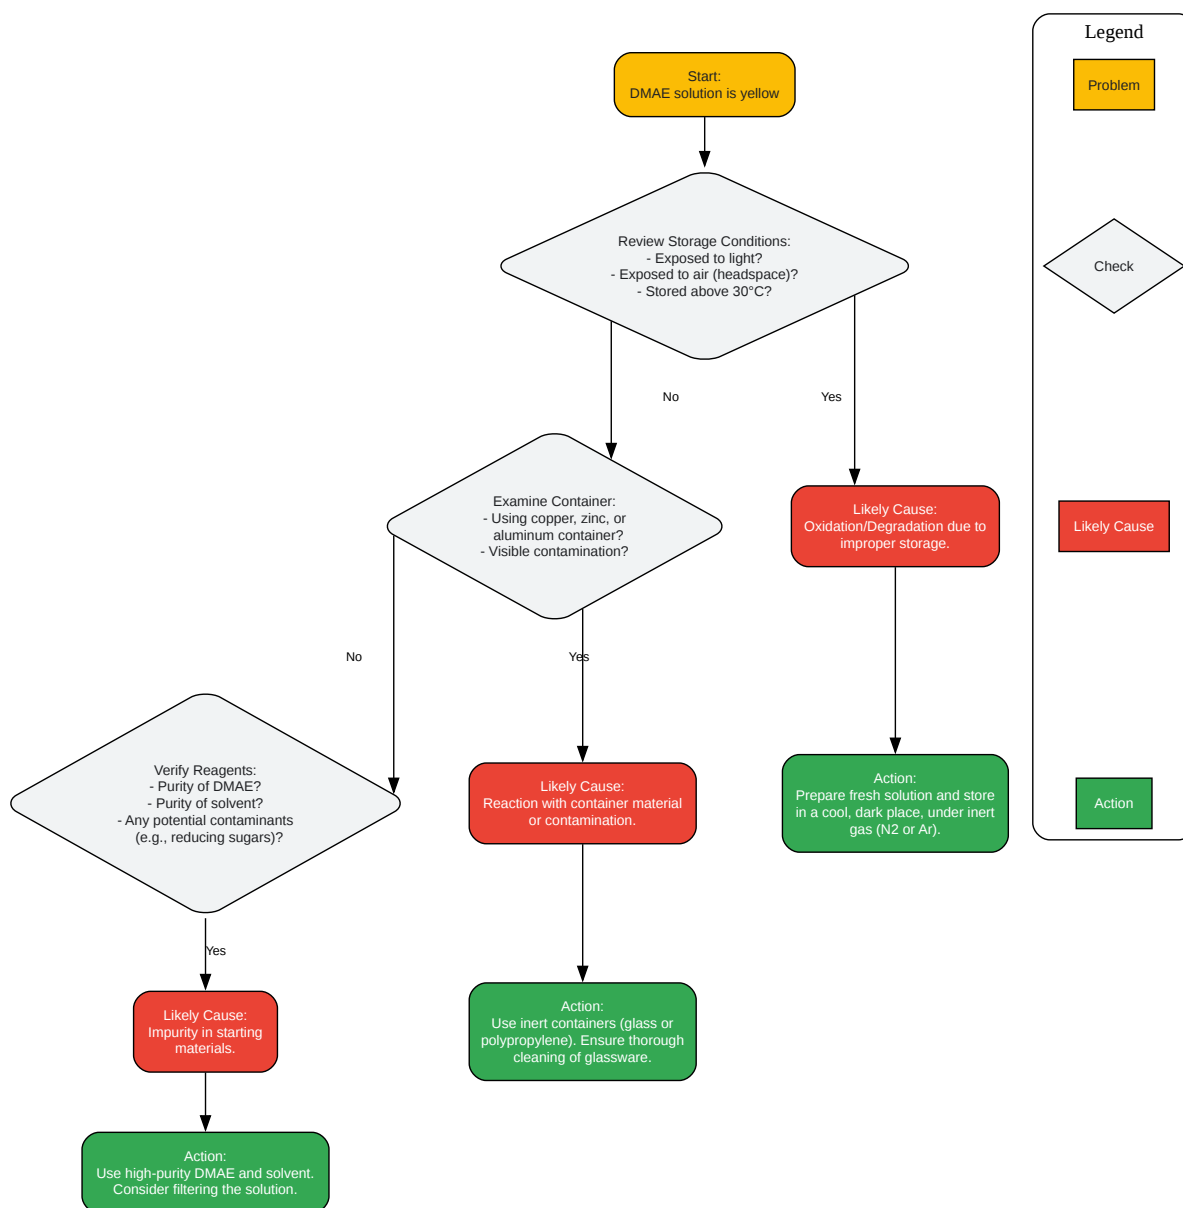 Legend
Start:
DMAE solution is yellow
Problem
Review Storage Conditions:
- Exposed to light?
- Exposed to air (headspace)?
- Stored above 30°C?
Check
No
Yes
Examine Container:
- Using copper, zinc, or
aluminum container?
- Visible contamination?
Likely Cause:
Oxidation/Degradation due to
improper storage.
Likely Cause
No
Yes
Verify Reagents:
- Purity of DMAE?
- Purity of solvent?
- Any potential contaminants
(e.g., reducing sugars)?
Likely Cause:
Reaction with container material
or contamination.
Action:
Prepare fresh solution and store
in a cool, dark place, under inert
gas (N2 or Ar).
Action
Yes
Likely Cause:
Impurity in starting
materials.
Action:
Use inert containers (glass or
polypropylene). Ensure thorough
cleaning of glassware.
Action:
Use high-purity DMAE and solvent.
Consider filtering the solution.